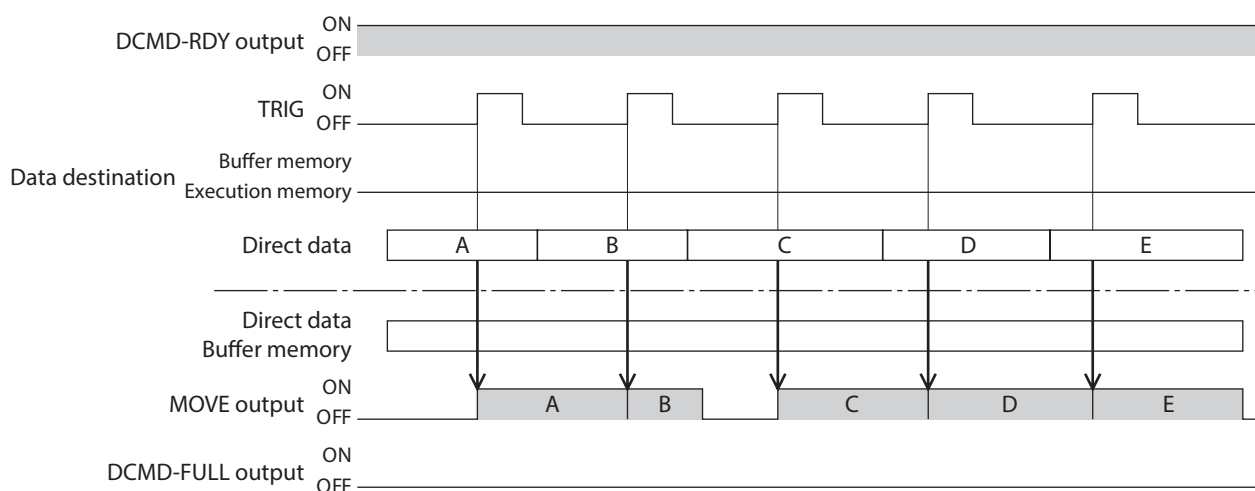 ON
DCMD-RDY output
OFF
ON
TRIG
OFF
Buffer memory
Data destination
Execution memory
Direct data A B C D E
Direct data
Buffer memory
ON
MOVE output A B C D E
OFF
ON
DCMD-FULL output
OFF